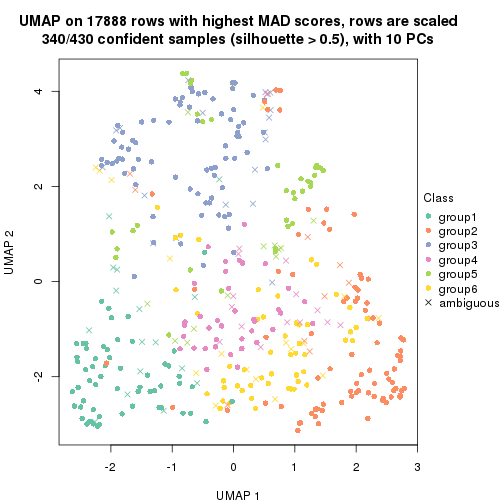 UMAP on 17888 rows with highest MAD scores, rows are scaled
340/430 confident samples (silhouette > 0.5), with 10 PCs
4
2
0
-2
UMAP 2
-2
-1
0
1
2
3
UMAP 1
Class
group1
group2
group3
group4
group5
group6
ambiguous